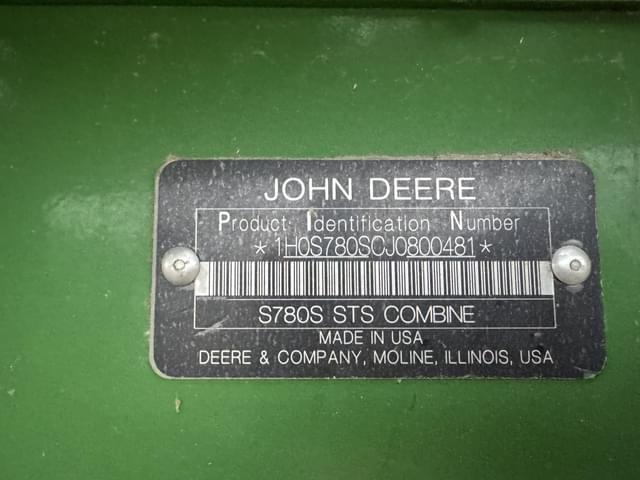 JOHN DEERE
Product Identification Number
*1H0S780SCJ0800481*
S780S STS COMBINE
MADE IN USA
DEERE & COMPANY, MOLINE, ILLINOIS, USA